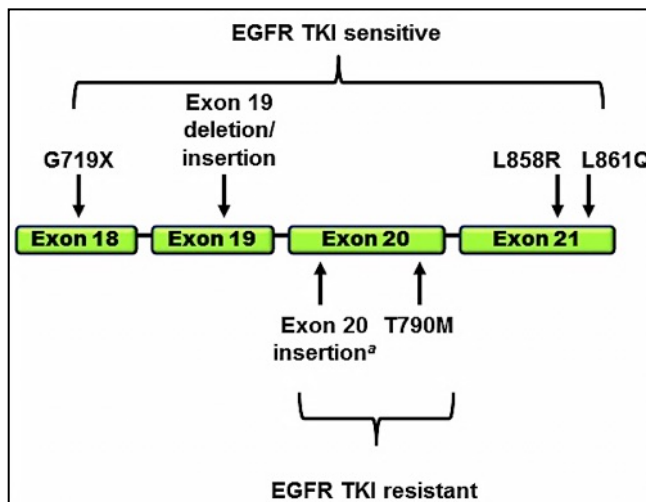 EGFR TKI sensitive
Exon 19
deletion/
insertion
G719X
L858R
L861Q
Exon 18
Exon 19
Exon 20
Exon 21
Exon 20
insertionª
T790M
EGFR TKI resistant